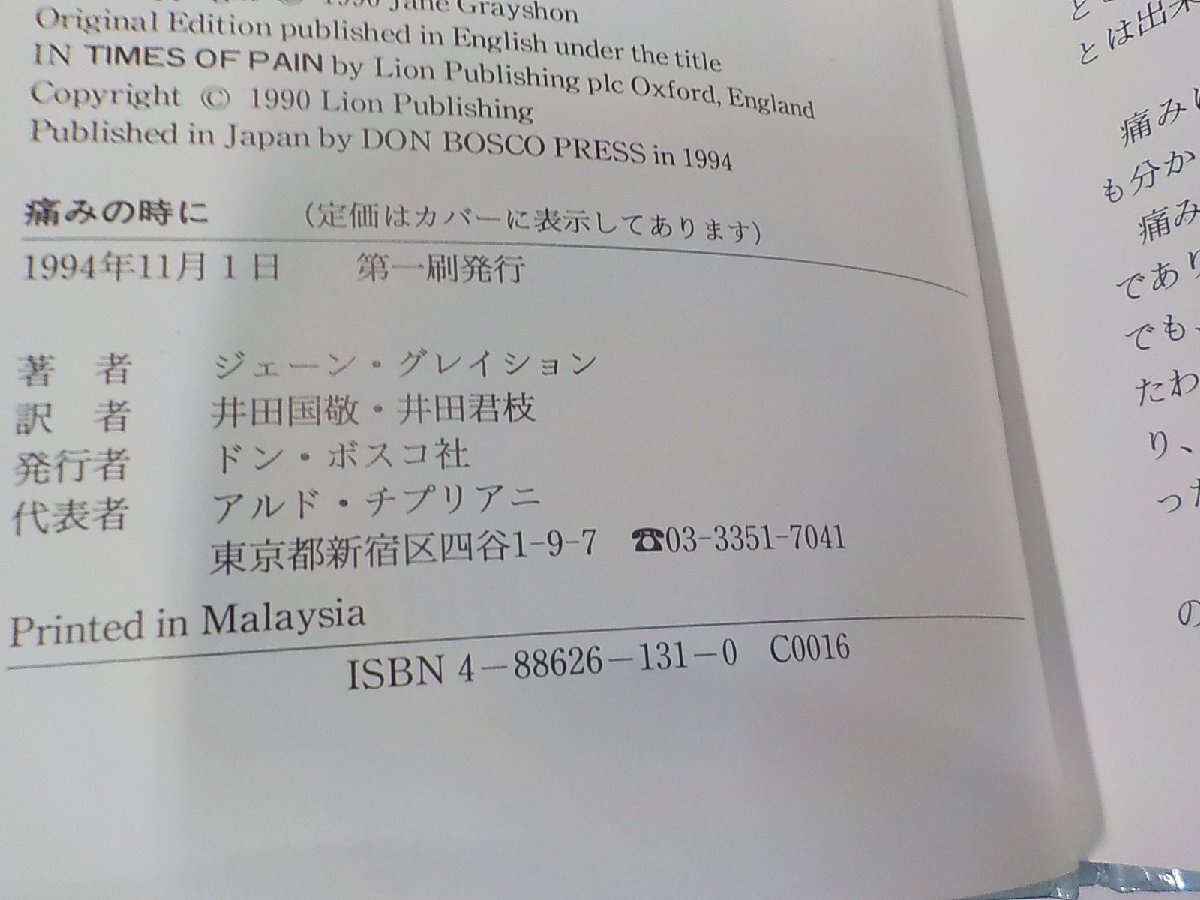 1990 Jane Grayshon
Original Edition published in English under the title
IN TIMES OF PAIN by Lion Publishing plc Oxford, England
Copyright © 1990 Lion Publishing
Published in Japan by DON BOSCO PRESS in 1994
痛みの時に （定価はカバーに表示してあります）
1994年11月1日 第一刷発行
著 者 ジェーン・グレイション
訳 者 井田国敬・井田君枝
発行者 ドン・ボスコ社
代表者 アルド・チプリアニ
東京都新宿区四谷1-9-7 ☎03-3351-7041
Printed in Malaysia
ISBN 4-88626-131-0 C0016
とは出来
痛み
も分か
痛み
であり
でも
たわ
り、
つた
の